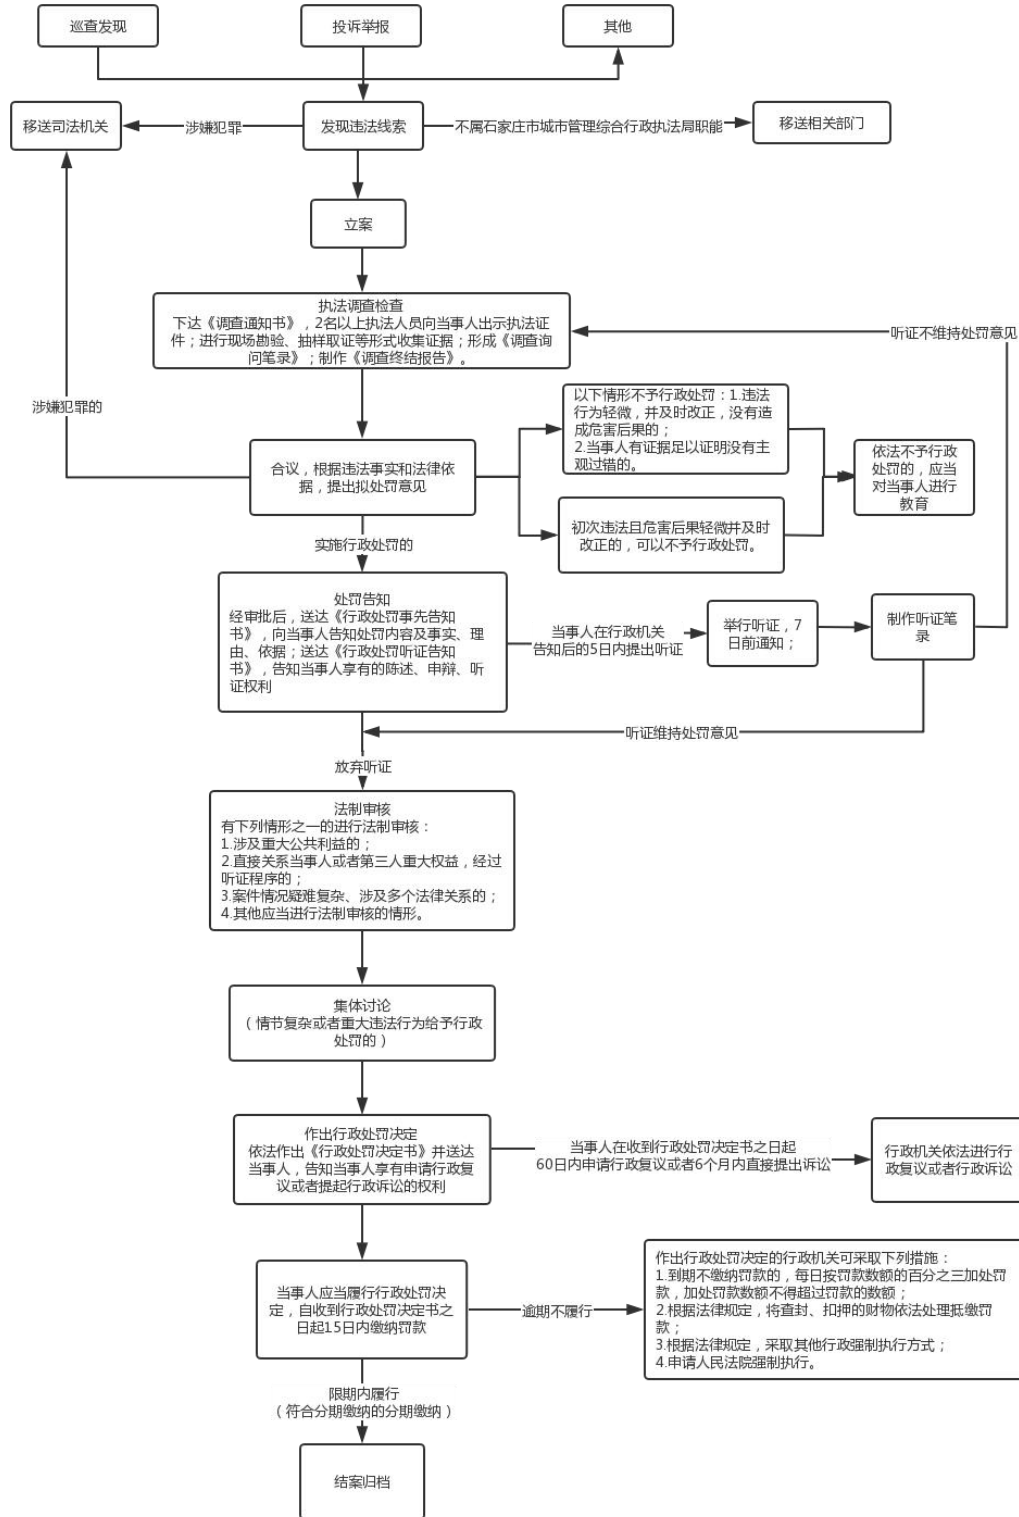 巡查发现
投诉举报
其他
移送司法机关
涉嫌犯罪
发现违法线索
不属石家庄市城市管理综合行政执法局职能
移送相关部门
立案
执法调查检查
下达《调查通知书》，2名以上执法人员向当事人出示执法证
件；进行现场勘验、抽样取证等形式收集证据；形成《调查询
问笔录》；制作《调查终结报告》。
听证不维持处罚意见
涉嫌犯罪的
合议，根据违法事实和法律依
据，提出拟处罚意见
以下情形不予行政处罚：1.违法
行为轻微，并及时改正，没有造
成危害后果的；
2.当事人有证据足以证明没有主
观过错的。
依法不予行政
处罚的，应当
对当事人进行
教育
初次违法且危害后果轻微并及时
改正的，可以不予行政处罚。
实施行政处罚的
处罚告知
经审批后，送达《行政处罚事先告知
书》，向当事人告知处罚内容及事实、理
由、依据；送达《行政处罚听证告知
书》，告知当事人享有的陈述、申辩、听
证权利
当事人在行政机关
告知后的5日内提出听证
举行听证，7
日前通知；
制作听证笔
录
听证维持处罚意见
放弃听证
法制审核
有下列情形之一的进行法制审核：
1.涉及重大公共利益的；
2.直接关系当事人或者第三人重大权益，经过
听证程序的；
3.案件情况疑难复杂、涉及多个法律关系的；
4.其他应当进行法制审核的情形。
集体讨论
（情节复杂或者重大违法行为给予行政
处罚的）
作出行政处罚决定
依法作出《行政处罚决定书》并送达
当事人，告知当事人享有申请行政复
议或者提起行政诉讼的权利
当事人在收到行政处罚决定书之日起
60日内申请行政复议或者6个月内直接提出诉讼
行政机关依法进行行
政复议或者行政诉讼
当事人应当履行行政处罚决
定，自收到行政处罚决定书之
日起15日内缴纳罚款
逾期不履行
作出行政处罚决定的行政机关可采取下列措施：
1.到期不缴纳罚款的，每日按罚款数额的百分之三加处罚
款，加处罚款数额不得超过罚款的数额；
2.根据法律规定，将查封、扣押的财物依法处理抵缴罚
款；
3.根据法律规定，采取其他行政强制执行方式；
4.申请人民法院强制执行。
限期内履行
（符合分期缴纳的分期缴纳）
结案归档